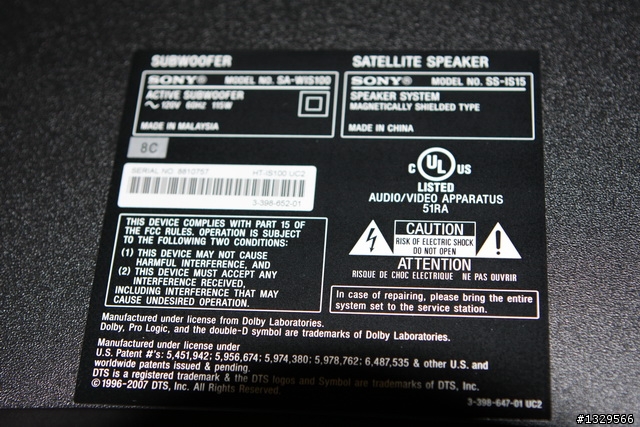 SUBWOOFER
SONY® MODEL NO. SA-WIS100
ACTIVE SUBWOOFER
~ 120V 60HZ 115W
MADE IN MALAYSIA
SATELLITE SPEAKER
SONY® MODEL NO. SS-IS15
SPEAKER SYSTEM
MAGNETICALLY SHIELDED TYPE
MADE IN CHINA
8C
SERIAL NO. 8810757 HT-IS100 UC2
3-398-652-01
C UL® US
LISTED
AUDIO/VIDEO APPARATUS
51RA
THIS DEVICE COMPLIES WITH PART 15 OF
THE FCC RULES. OPERATION IS SUBJECT
TO THE FOLLOWING TWO CONDITIONS:
(1) THIS DEVICE MAY NOT CAUSE
HARMFUL INTERFERENCE, AND
(2) THIS DEVICE MUST ACCEPT ANY
INTERFERENCE RECEIVED,
INCLUDING INTERFERENCE THAT MAY
CAUSE UNDESIRED OPERATION.
CAUTION
RISK OF ELECTRIC SHOCK
DO NOT OPEN
!
ATTENTION
RISQUE DE CHOC ELECTRIQUE NE PAS OUVRIR
In case of repairing, please bring the entire
system set to the service station.
Manufactured under license from Dolby Laboratories.
Dolby, Pro Logic, and the double-D symbol are trademarks of Dolby Laboratories.
Manufactured under license under
U.S. Patent #'s: 5,451,942; 5,956,674; 5,974,380; 5,978,762; 6,487,535 & other U.S. and
worldwide patents issued & pending.
DTS is a registered trademark & the DTS logos and Symbol are trademarks of DTS, Inc.
©1996-2007 DTS, Inc. All Rights Reserved.
3-398-647-01 UC2
#1329566